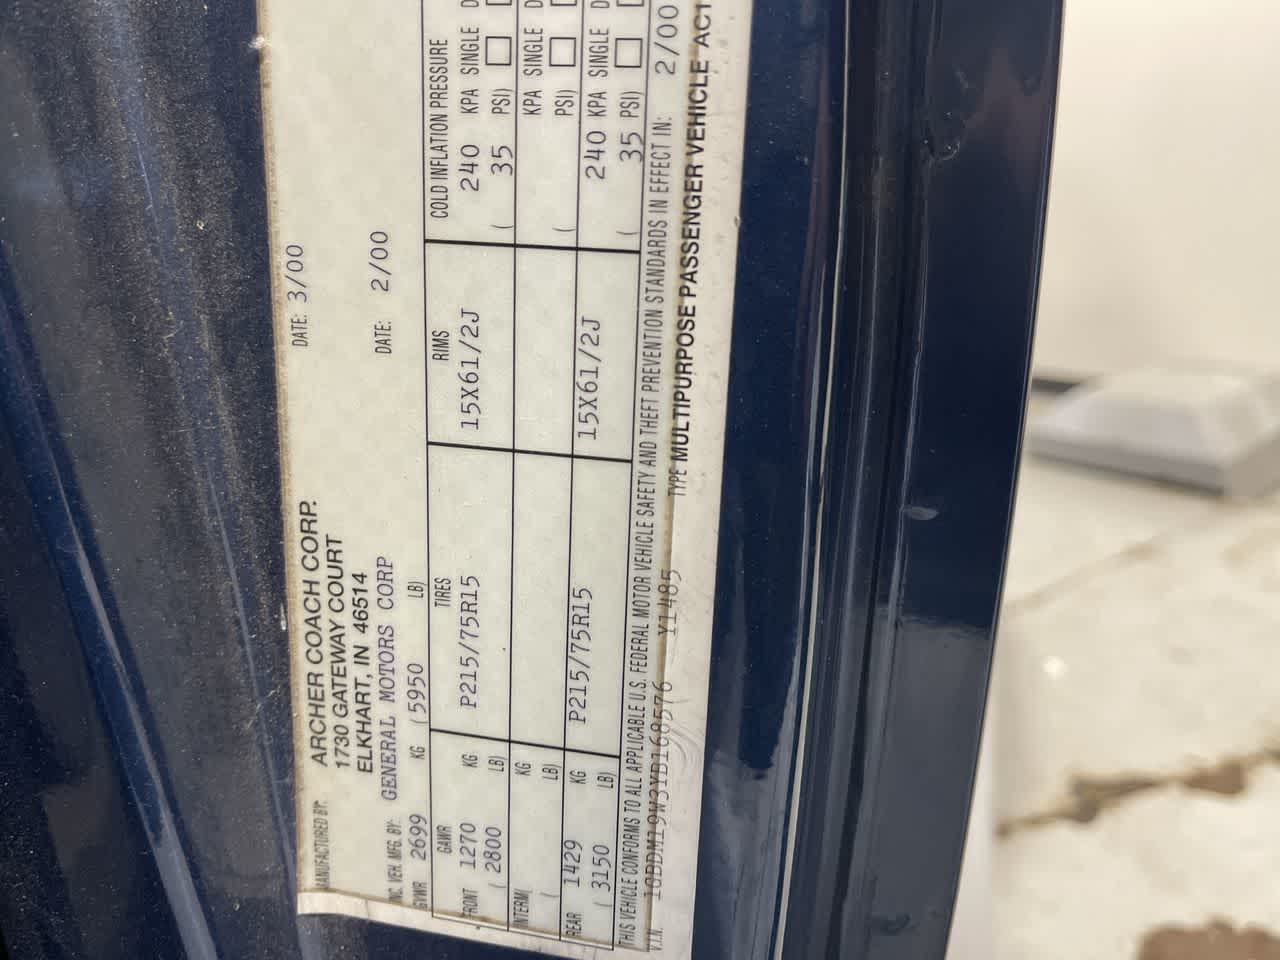 MANUFACTURED BY: ARCHER COACH CORP. DATE: 3/00
1730 GATEWAY COURT
ELKHART, IN 46514
INC. VEH. MFG. BY: GENERAL MOTORS CORP DATE: 2/00
GVWR 2699 KG (5950 LB)
GAWR TIRES RIMS COLD INFLATION PRESSURE
FRONT 1270 KG P215/75R15 15X61/2J 240 KPA SINGLE
(2800 LB) ( 35 PSI)
INTERM( KG KPA SINGLE
( LB) ( PSI)
REAR 1429 KG P215/75R15 15X61/2J 240 KPA SINGLE
( 3150 LB) ( 35 PSI)
THIS VEHICLE CONFORMS TO ALL APPLICABLE U.S. FEDERAL MOTOR VEHICLE SAFETY AND THEFT PREVENTION STANDARDS IN EFFECT IN: 2/00
V.I.N. 1GBDM19W3YB168576 Y1485 TYPE MULTIPURPOSE PASSENGER VEHICLE ACT